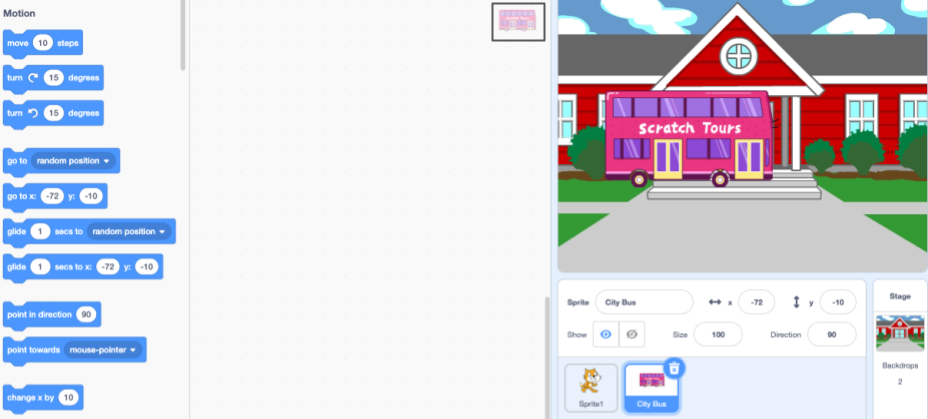 Motion
move 10 steps
turn 15 degrees
turn 15 degrees
go to random position
go to x: -72 y: -10
glide 1 secs to random position
glide 1 secs to x: -72 y: -10
point in direction 90
point towards mouse-pointer
change x by 10
Scratch Tours
Sprite City Bus x -72 y -10
Show Size 100 Direction 90
Sprite1
City Bus
Stage
Backdrops
2